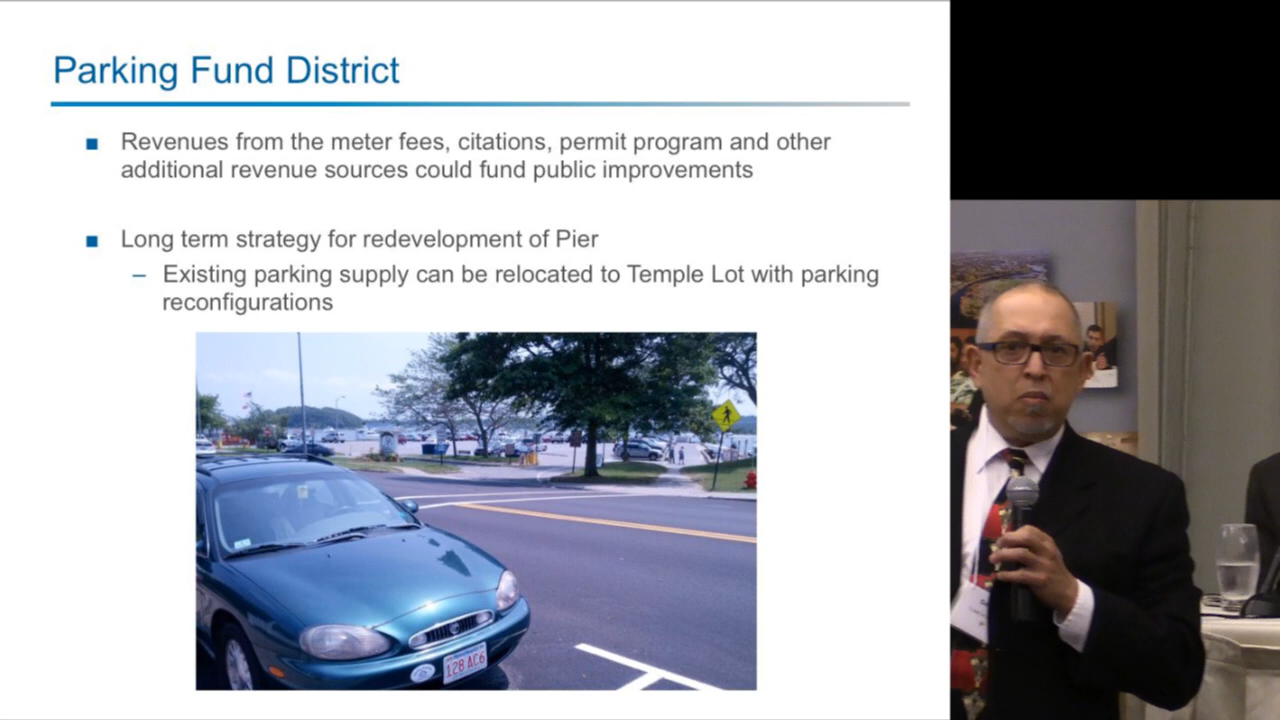 Parking Fund District
■ Revenues from the meter fees, citations, permit program and other
additional revenue sources could fund public improvements
■ Long term strategy for redevelopment of Pier
– Existing parking supply can be relocated to Temple Lot with parking
reconfigurations
128 AC6